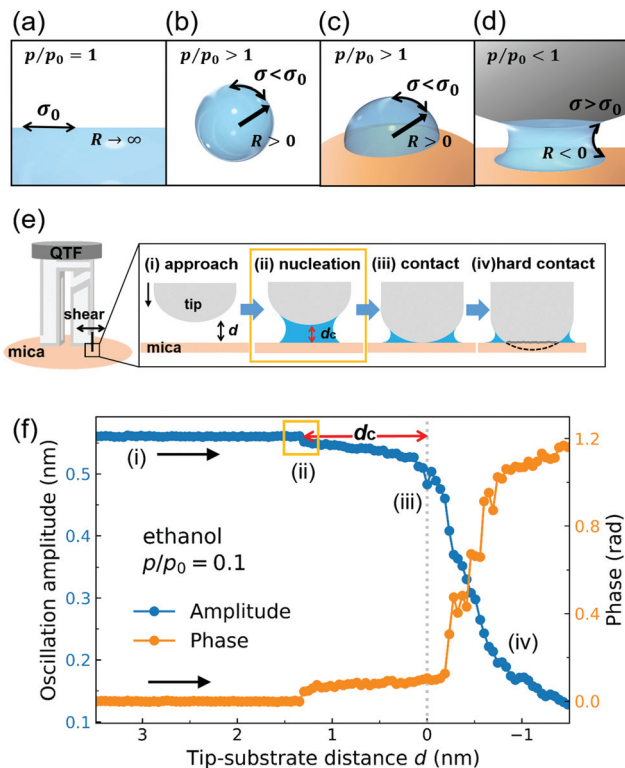 (a) (b) (c) (d)
p/p₀ = 1 p/p₀ > 1 p/p₀ > 1 p/p₀ < 1
σ<σ₀ σ<σ₀ σ>σ₀
σ₀
R → ∞ R > 0 R > 0 R < 0
(e)
QTF
shear
mica
(i) approach (ii) nucleation (iii) contact (iv)hard contact
tip
d dc
mica
(f)
dc
(i) (ii) (iii) (iv)
ethanol
p/p₀ = 0.1
Amplitude
Phase
Oscillation amplitude (nm)
0.5
0.4
0.3
0.2
0.1
Phase (rad)
1.2
0.8
0.4
0.0
3 2 1 0 −1
Tip-substrate distance d (nm)